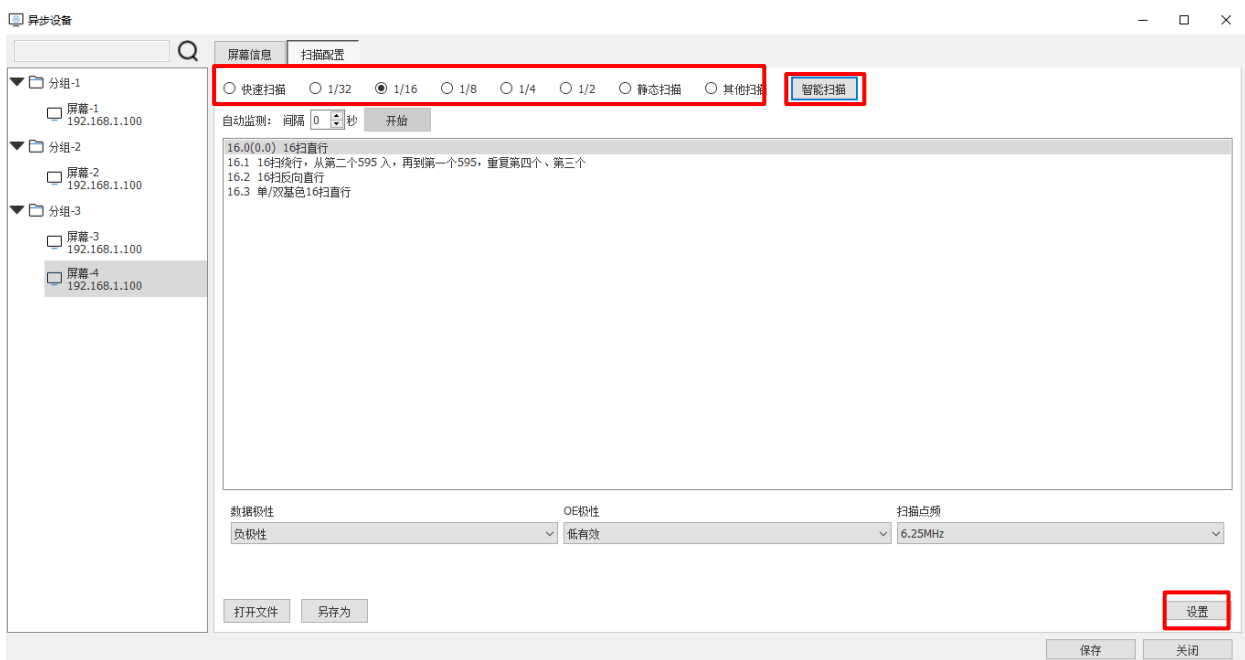 异步设备
屏幕信息 扫描配置
分组-1
屏幕-1
192.168.1.100
分组-2
屏幕-2
192.168.1.100
分组-3
屏幕-3
192.168.1.100
屏幕-4
192.168.1.100
快速扫描 1/32 1/16 1/8 1/4 1/2 静态扫描 其他扫描 智能扫描
自动监测: 间隔 0 秒 开始
16.0(0.0) 16扫直行
16.1 16扫绕行，从第二个595 入，再到第一个595，重复第四个、第三个
16.2 16扫反向直行
16.3 单/双基色16扫直行
数据极性 OE极性 扫描点频
负极性 低有效 6.25MHz
打开文件 另存为 设置
保存 关闭